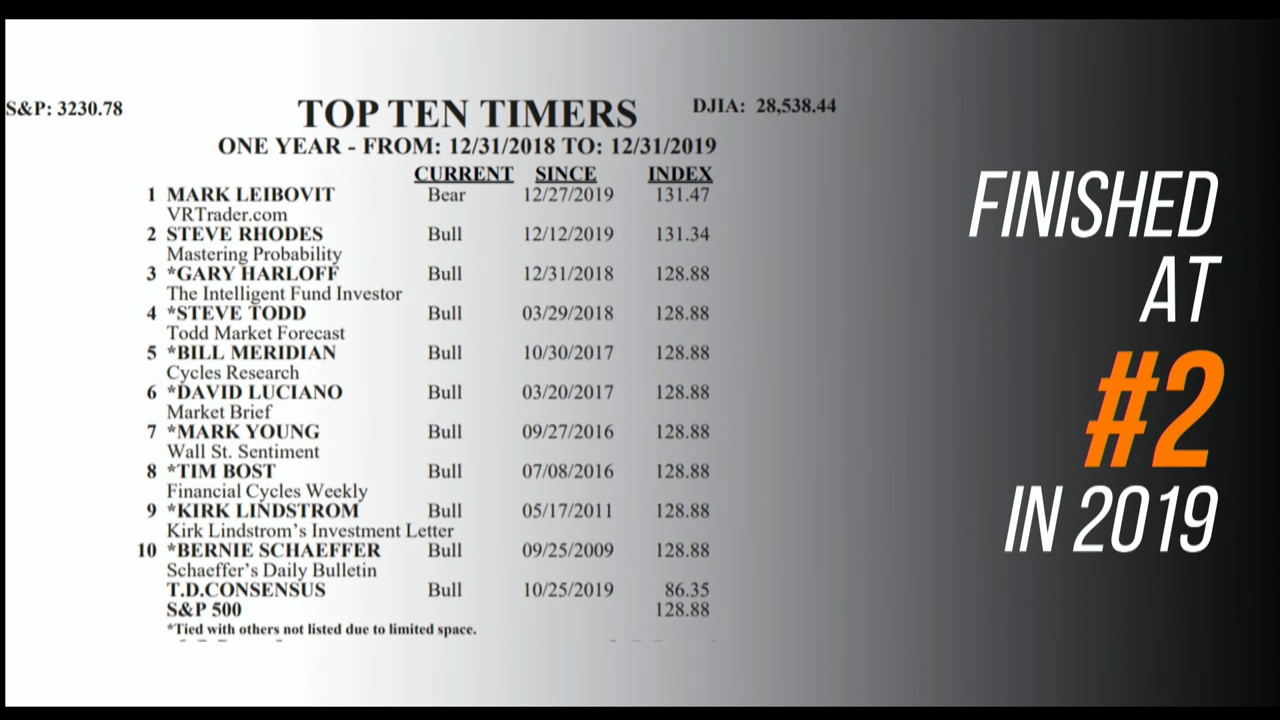 S&P: 3230.78
TOP TEN TIMERS
DJIA: 28,538.44
ONE YEAR - FROM: 12/31/2018 TO: 12/31/2019
CURRENT SINCE INDEX
1 MARK LEIBOVIT Bear 12/27/2019 131.47
VRTrader.com
2 STEVE RHODES Bull 12/12/2019 131.34
Mastering Probability
3 *GARY HARLOFF Bull 12/31/2018 128.88
The Intelligent Fund Investor
4 *STEVE TODD Bull 03/29/2018 128.88
Todd Market Forecast
5 *BILL MERIDIAN Bull 10/30/2017 128.88
Cycles Research
6 *DAVID LUCIANO Bull 03/20/2017 128.88
Market Brief
7 *MARK YOUNG Bull 09/27/2016 128.88
Wall St. Sentiment
8 *TIM BOST Bull 07/08/2016 128.88
Financial Cycles Weekly
9 *KIRK LINDSTROM Bull 05/17/2011 128.88
Kirk Lindstrom's Investment Letter
10 *BERNIE SCHAEFFER Bull 09/25/2009 128.88
Schaeffer's Daily Bulletin
T.D.CONSENSUS Bull 10/25/2019 86.35
S&P 500 128.88
*Tied with others not listed due to limited space.
FINISHED
AT
#2
IN 2019